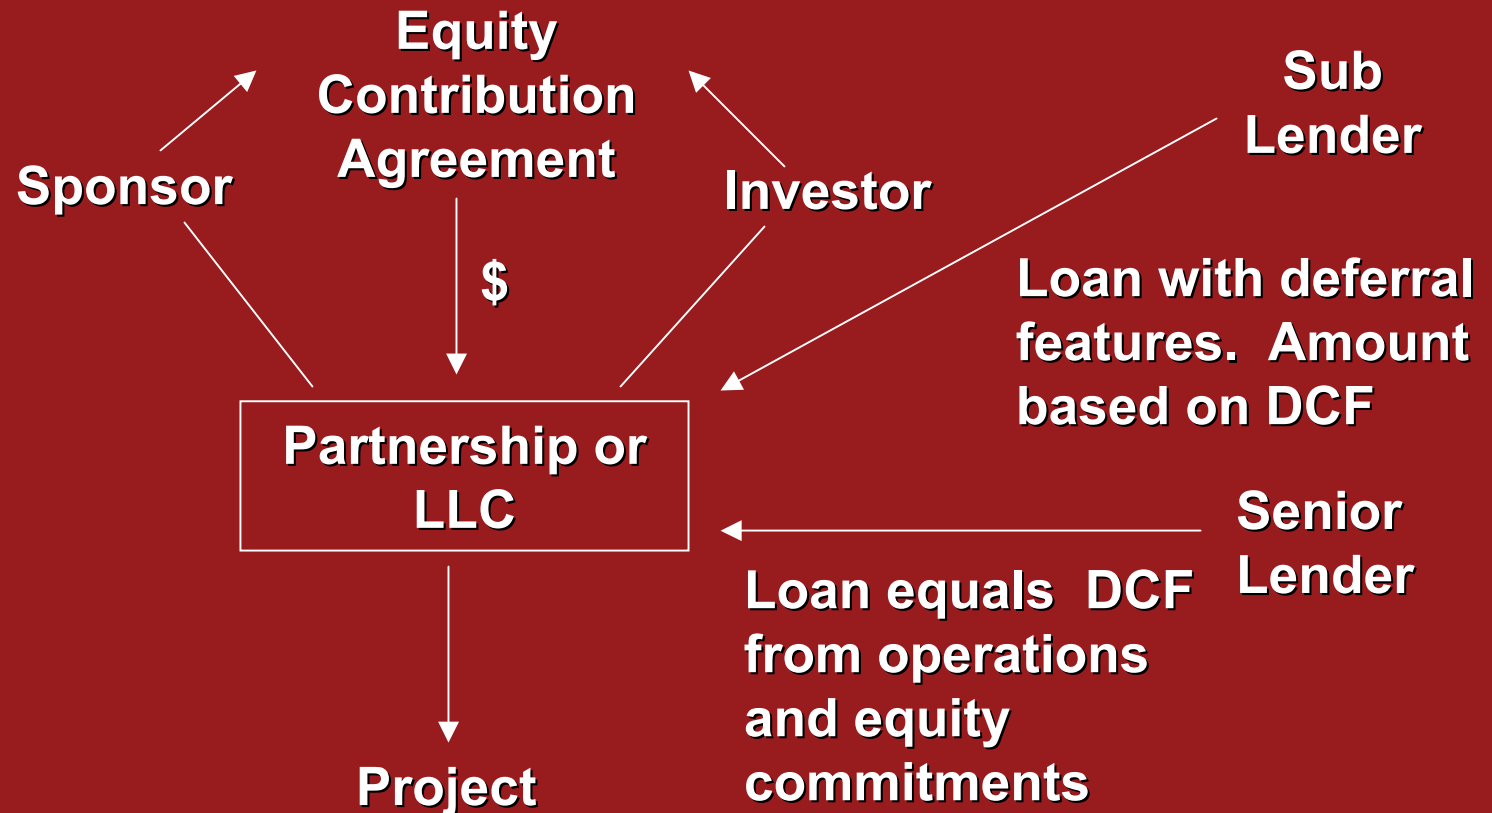 Equity
Contribution
Agreement
Sponsor
Investor
$
Sub
Lender
Loan with deferral
features.  Amount
based on DCF
Partnership or
LLC
Senior
Lender
Loan equals  DCF
from operations
and equity
commitments
Project